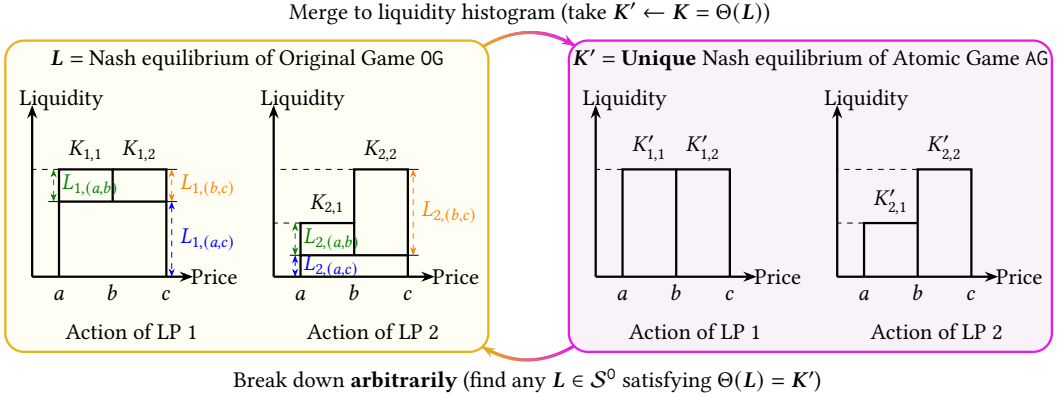 Merge to liquidity histogram (take K′ ← K = Θ(L))
L = Nash equilibrium of Original Game OG
Liquidity
K1,1 K1,2
L1,(a,b)
L1,(b,c)
L1,(a,c)
Price
a b c
Action of LP 1
Liquidity
K2,2
K2,1
L2,(a,b)
L2,(b,c)
L2,(a,c)
Price
a b c
Action of LP 2
K′ = Unique Nash equilibrium of Atomic Game AG
Liquidity
K′1,1 K′1,2
Price
a b c
Action of LP 1
Liquidity
K′2,2
K′2,1
Price
a b c
Action of LP 2
Break down arbitrarily (find any L ∈ S^O satisfying Θ(L) = K′)